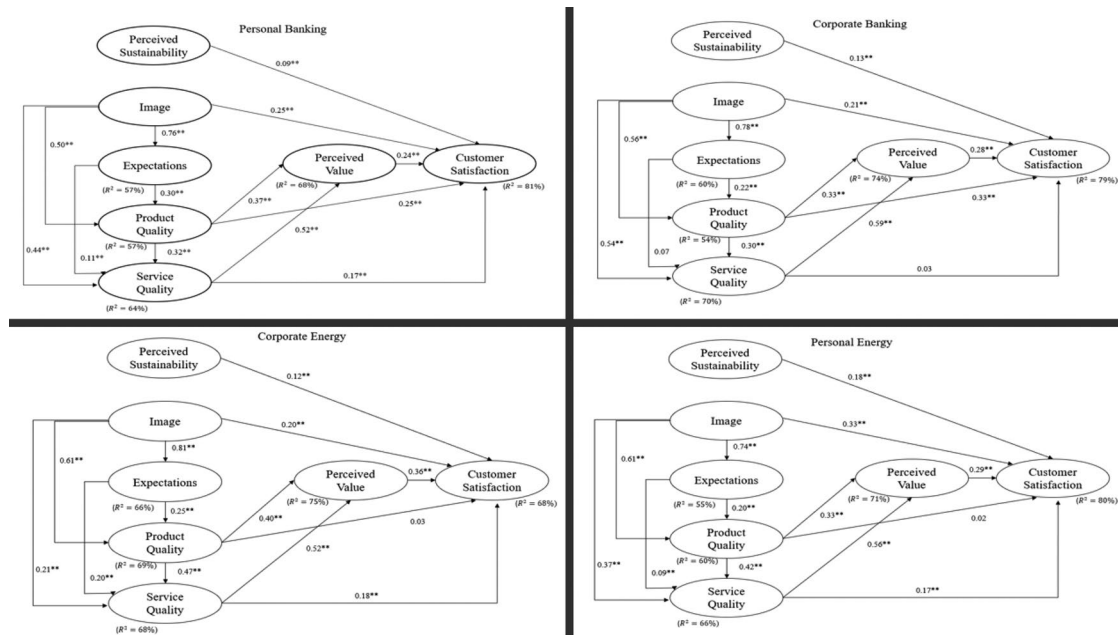 Personal Banking
Perceived
Sustainability
0.09**
Image
0.25**
0.76**
0.50**
Expectations
Perceived
Value
0.24**
Customer
Satisfaction
(R² = 57%)
(R² = 68%)
(R² = 81%)
0.30**
0.37**
0.25**
Product
Quality
(R² = 57%)
0.52**
0.44**
0.11**
0.32**
Service
Quality
0.17**
(R² = 64%)
Corporate Banking
Perceived
Sustainability
0.13**
Image
0.21**
0.78**
0.56**
Expectations
Perceived
Value
0.28**
Customer
Satisfaction
(R² = 60%)
(R² = 74%)
(R² = 79%)
0.22**
0.33**
0.33**
Product
Quality
(R² = 54%)
0.59**
0.54**
0.07
0.30**
Service
Quality
0.03
(R² = 70%)
Corporate Energy
Perceived
Sustainability
0.12**
Image
0.20**
0.81**
0.61**
Expectations
Perceived
Value
0.36**
Customer
Satisfaction
(R² = 66%)
(R² = 75%)
(R² = 68%)
0.25**
0.40**
0.03
Product
Quality
(R² = 69%)
0.52**
0.21**
0.20**
0.47**
Service
Quality
0.18**
(R² = 68%)
Personal Energy
Perceived
Sustainability
0.18**
Image
0.33**
0.74**
0.61**
Expectations
Perceived
Value
0.29**
Customer
Satisfaction
(R² = 55%)
(R² = 71%)
(R² = 80%)
0.20**
0.33**
0.02
Product
Quality
(R² = 60%)
0.56**
0.37**
0.09**
0.42**
Service
Quality
0.17**
(R² = 66%)